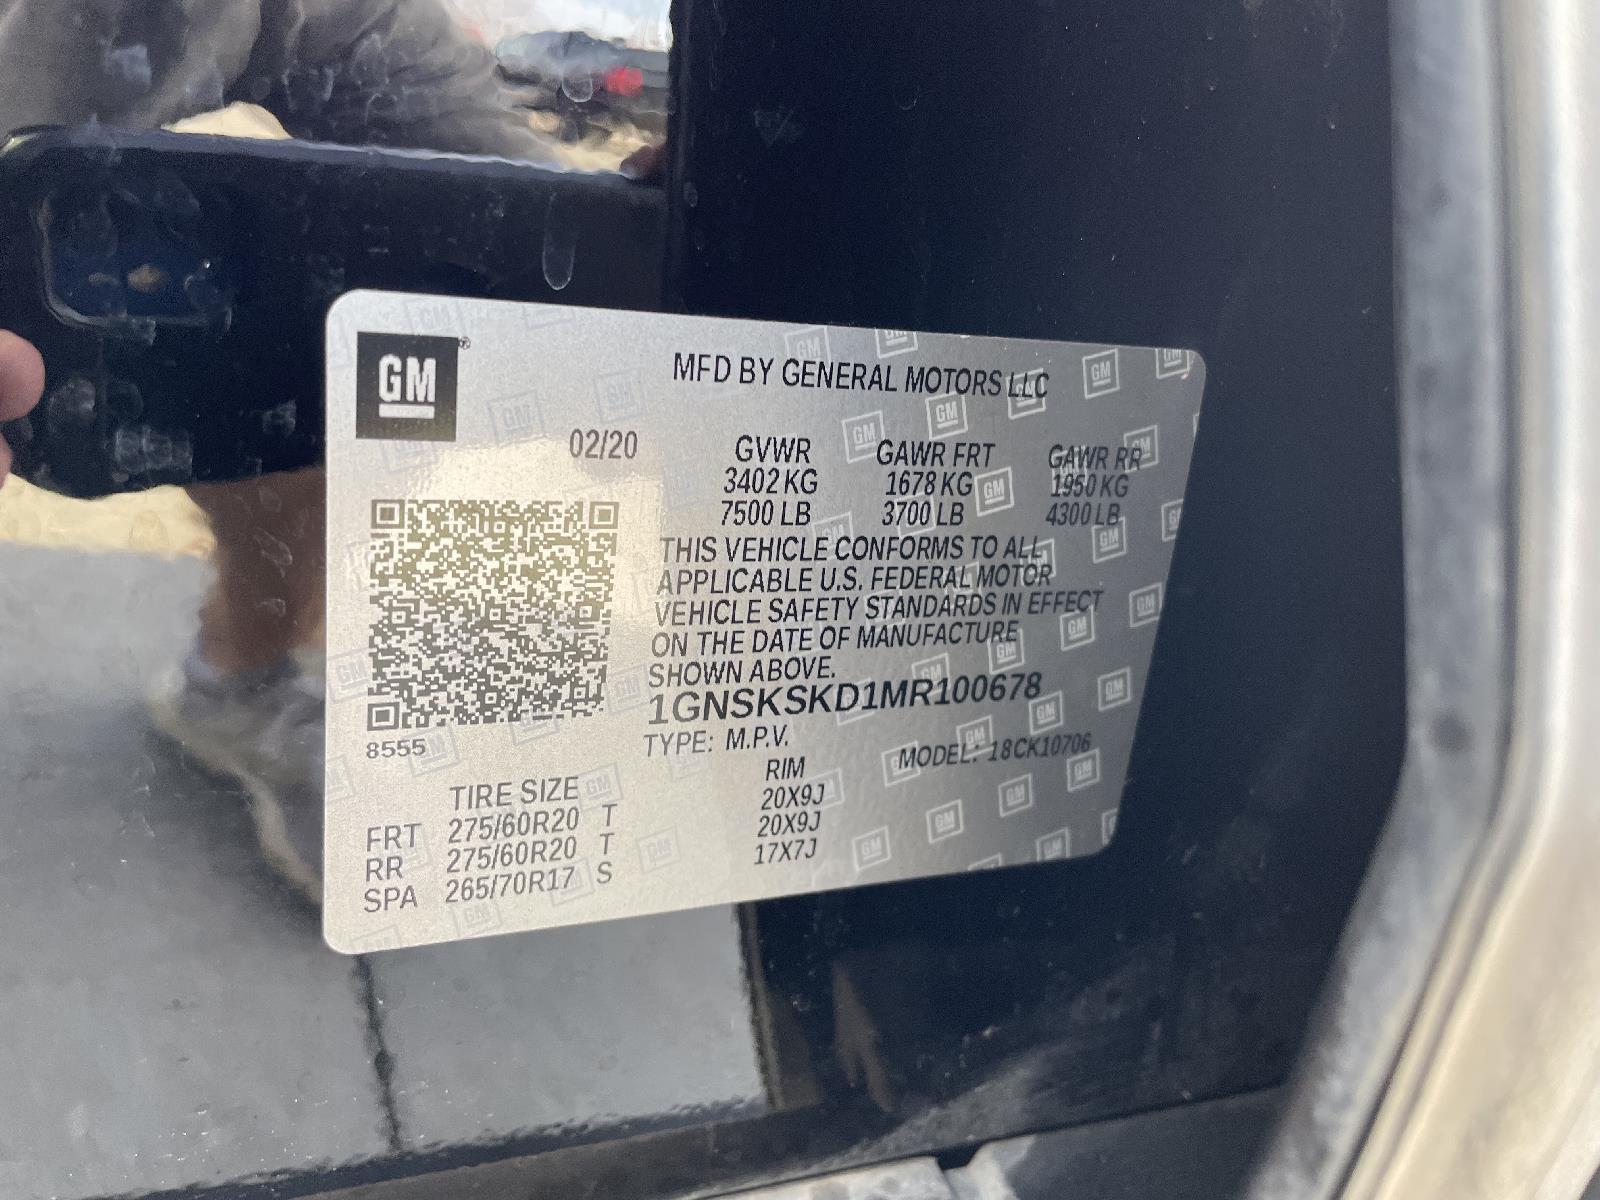 GM
MFD BY GENERAL MOTORS LLC
02/20
GVWR GAWR FRT GAWR RR
3402 KG 1678 KG 1950 KG
7500 LB 3700 LB 4300 LB
THIS VEHICLE CONFORMS TO ALL
APPLICABLE U.S. FEDERAL MOTOR
VEHICLE SAFETY STANDARDS IN EFFECT
ON THE DATE OF MANUFACTURE
SHOWN ABOVE.
1GNSKSKD1MR100678
8555
TYPE: M.P.V. MODEL: 18CK10706
TIRE SIZE RIM
FRT 275/60R20 T 20X9J
RR 275/60R20 T 20X9J
SPA 265/70R17 S 17X7J